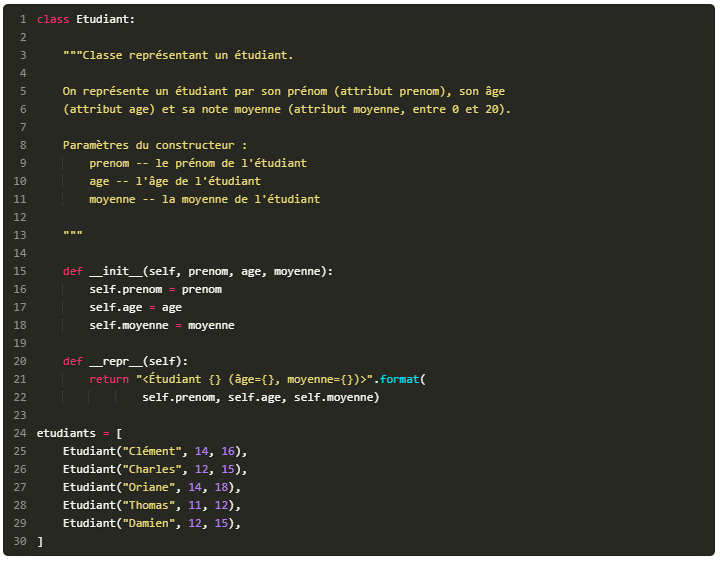 1 class Etudiant:
2
3     """Classe représentant un étudiant.
4
5     On représente un étudiant par son prénom (attribut prenom), son âge
6     (attribut age) et sa note moyenne (attribut moyenne, entre 0 et 20).
7
8     Paramètres du constructeur :
9         prenom -- le prénom de l'étudiant
10         age -- l'âge de l'étudiant
11         moyenne -- la moyenne de l'étudiant
12
13     """
14
15     def __init__(self, prenom, age, moyenne):
16         self.prenom = prenom
17         self.age = age
18         self.moyenne = moyenne
19
20     def __repr__(self):
21         return "<Étudiant {} (âge={}, moyenne={})>".format(
22                 self.prenom, self.age, self.moyenne)
23
24 etudiants = [
25     Etudiant("Clément", 14, 16),
26     Etudiant("Charles", 12, 15),
27     Etudiant("Oriane", 14, 18),
28     Etudiant("Thomas", 11, 12),
29     Etudiant("Damien", 12, 15),
30 ]